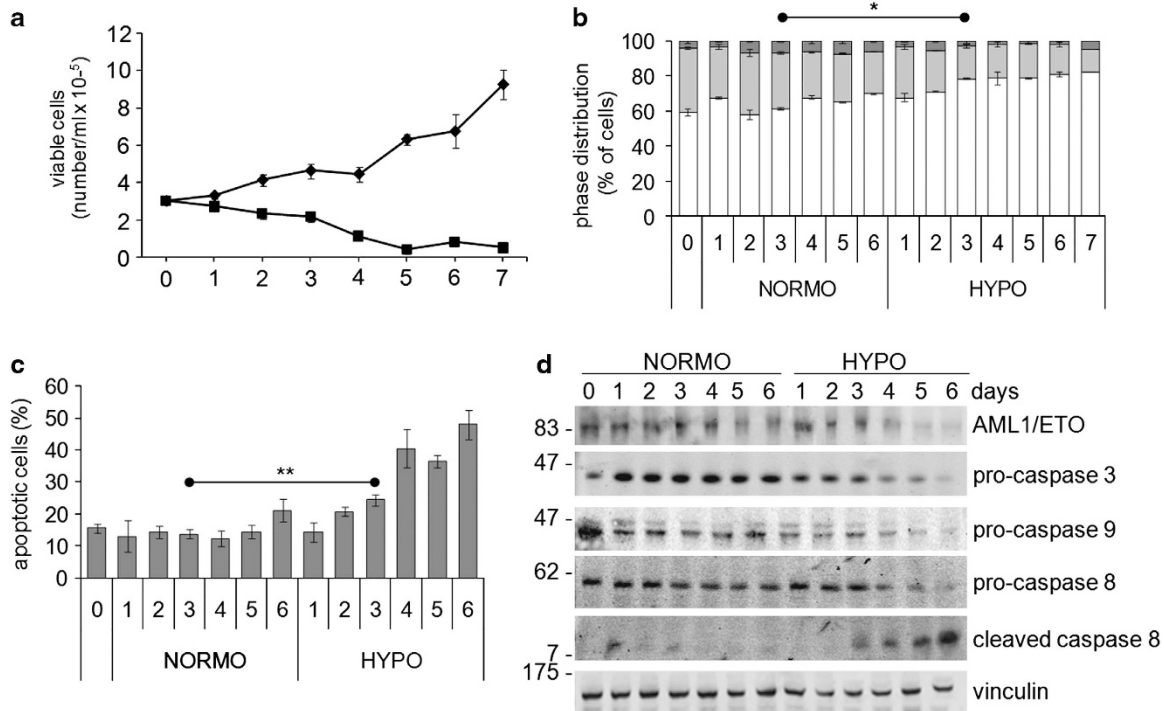 a
viable cells
(number/ml x 10-5)
12
10
8
6
4
2
0
0 1 2 3 4 5 6 7
b
*
phase distribution
(% of cells)
100
80
60
40
20
0
0 1 2 3 4 5 6 1 2 3 4 5 6 7
NORMO HYPO
c
apoptotic cells (%)
60
50
40
30
20
10
0
**
0 1 2 3 4 5 6 1 2 3 4 5 6
NORMO HYPO
d
NORMO HYPO
0 1 2 3 4 5 6 1 2 3 4 5 6 days
83 - AML1/ETO
47 -
pro-caspase 3
47 -
pro-caspase 9
62 -
pro-caspase 8
cleaved caspase 8
7 -
175 -
vinculin